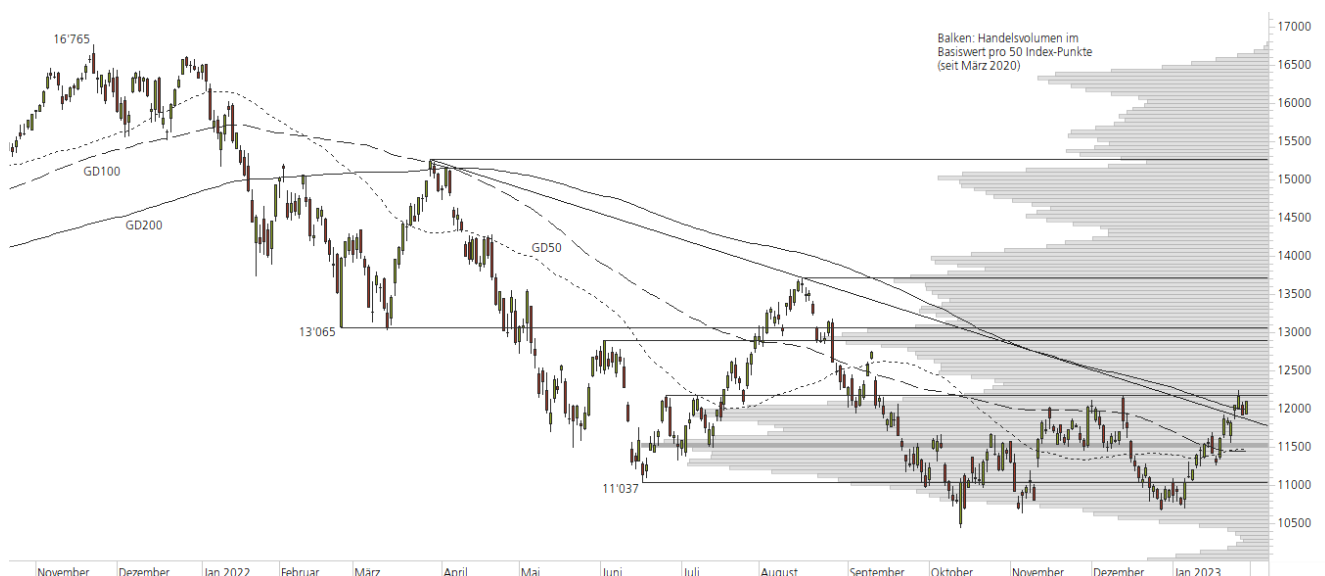 16'765
Balken: Handelsvolumen im
Basiswert pro 50 Index-Punkte
(seit März 2020)
GD100
GD200
GD50
13'065
11'037
17000
16500
16000
15500
15000
14500
14000
13500
13000
12500
12000
11500
11000
10500
November Dezember Jan 2022 Februar März April Mai Juni Juli August September Oktober November Dezember Jan 2023